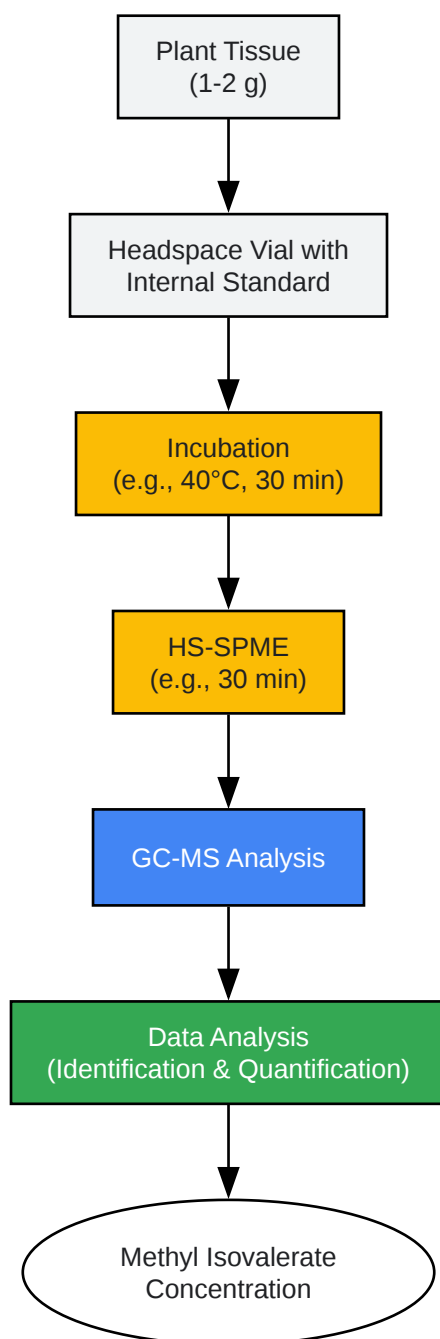 Plant Tissue
(1-2 g)
Headspace Vial with
Internal Standard
Incubation
(e.g., 40°C, 30 min)
HS-SPME
(e.g., 30 min)
GC-MS Analysis
Data Analysis
(Identification & Quantification)
Methyl Isovalerate
Concentration